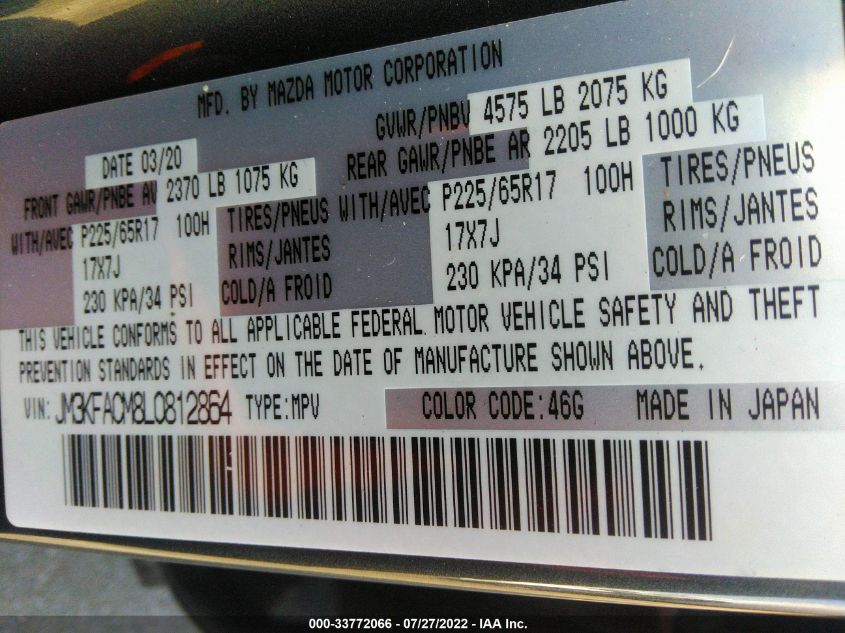 MFD. BY MAZDA MOTOR CORPORATION
GVWR/PNBV 4575 LB 2075 KG
DATE 03/20
REAR GAWR/PNBE AR 2205 LB 1000 KG
FRONT GAWR/PNBE AV 2370 LB 1075 KG
WITH/AVEC P225/65R17 100H TIRES/PNEUS WITH/AVEC P225/65R17 100H TIRES/PNEUS
17X7J RIMS/JANTES 17X7J RIMS/JANTES
230 KPA/34 PSI COLD/A FROID 230 KPA/34 PSI COLD/A FROID
THIS VEHICLE CONFORMS TO ALL APPLICABLE FEDERAL MOTOR VEHICLE SAFETY AND THEFT
PREVENTION STANDARDS IN EFFECT ON THE DATE OF MANUFACTURE SHOWN ABOVE.
VIN: JM3KFACM8L0812864 TYPE:MPV COLOR CODE:46G MADE IN JAPAN
000-33772066 - 07/27/2022 - IAA Inc.